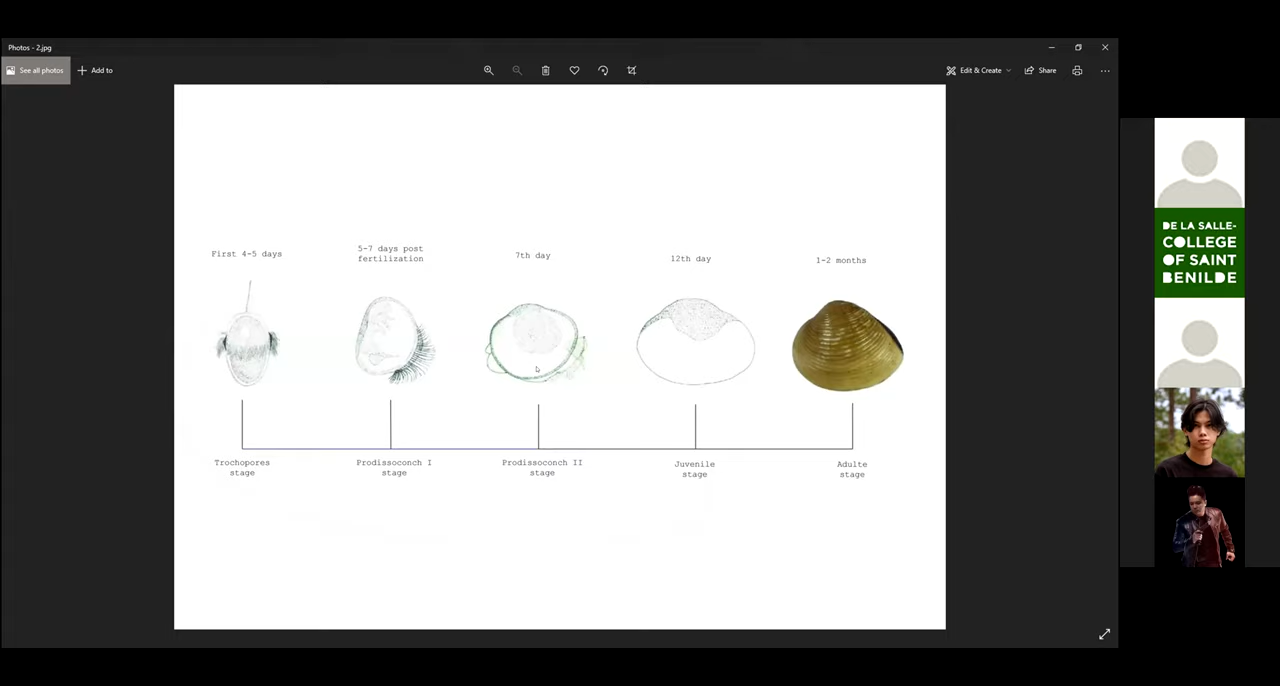 Photos - 2.jpg
See all photos
Add to
Edit & Create
Share
First 4-5 days
5-7 days post
fertilization
7th day
12th day
1-2 months
Trochopores
stage
Prodissoconch I
stage
Prodissoconch II
stage
Juvenile
stage
Adulte
stage
DE LA SALLE-
COLLEGE
OF SAINT
BENILDE